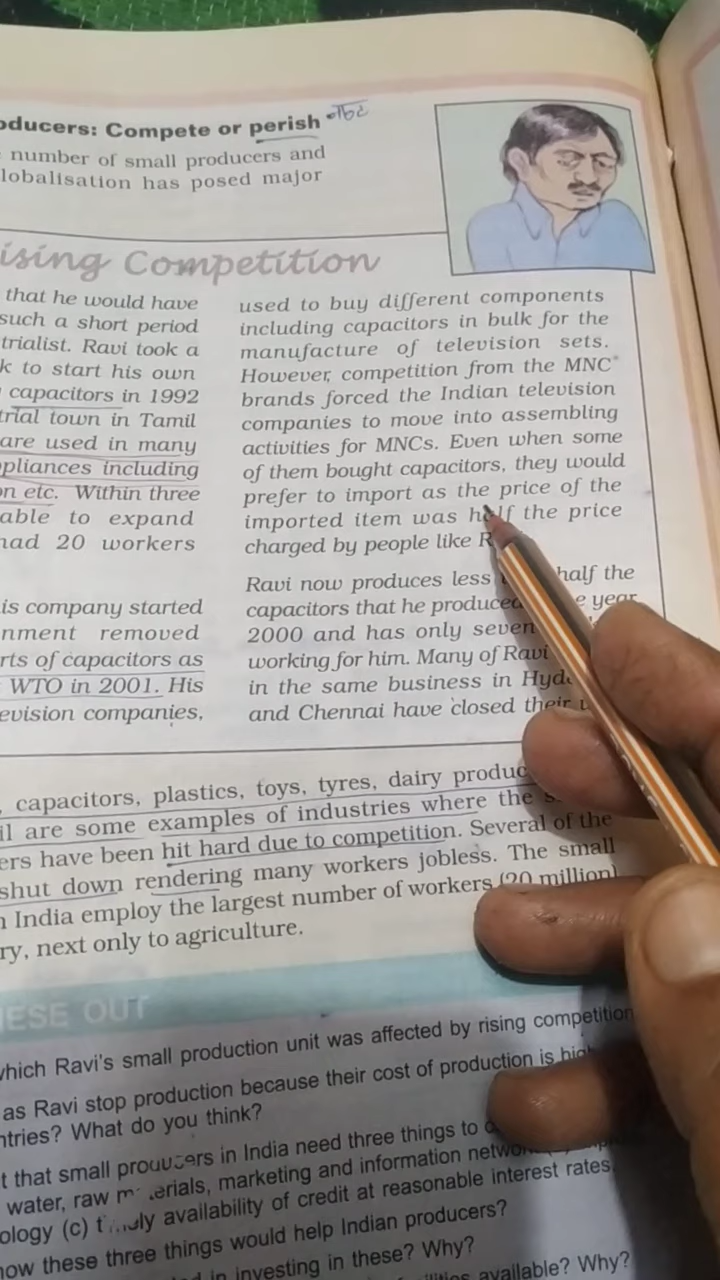 oducers: Compete or perish नष्ट
number of small producers and
lobalisation has posed major
ising Competition
that he would have
such a short period
trialist. Ravi took a
k to start his own
capacitors in 1992
trial town in Tamil
are used in many
pliances including
on etc. Within three
able to expand
had 20 workers
is company started
nment removed
rts of capacitors as
WTO in 2001. His
evision companies,
used to buy different components
including capacitors in bulk for the
manufacture of television sets.
However, competition from the MNC
brands forced the Indian television
companies to move into assembling
activities for MNCs. Even when some
of them bought capacitors, they would
prefer to import as the price of the
imported item was half the price
charged by people like R
Ravi now produces less half the
capacitors that he produced e year
2000 and has only seven
working for him. Many of Ravi
in the same business in Hyde
and Chennai have closed their u
, capacitors, plastics, toys, tyres, dairy produc
il are some examples of industries where the s
ers have been hit hard due to competition. Several of the
shut down rendering many workers jobless. The small
n India employ the largest number of workers (20 million)
ry, next only to agriculture.
ESE OUT
which Ravi's small production unit was affected by rising competition
as Ravi stop production because their cost of production is high
ntries? What do you think?
t that small producers in India need three things to
water, raw materials, marketing and information network
ology (c) timely availability of credit at reasonable interest rates.
how these three things would help Indian producers?
in investing in these? Why?
available? Why?